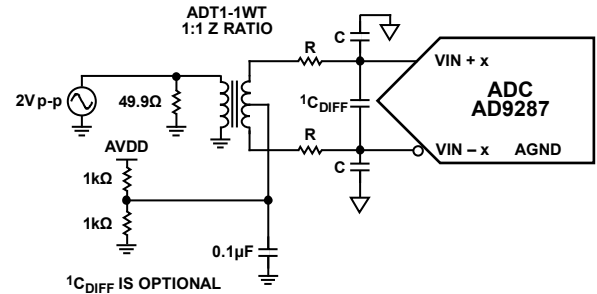 ADT1-1WT
1:1 Z RATIO
C
R
VIN + x
2V p-p
49.9Ω
1CDIFF
ADC
AD9287
R
VIN – x
AGND
AVDD
C
1kΩ
1kΩ
0.1µF
1CDIFF IS OPTIONAL